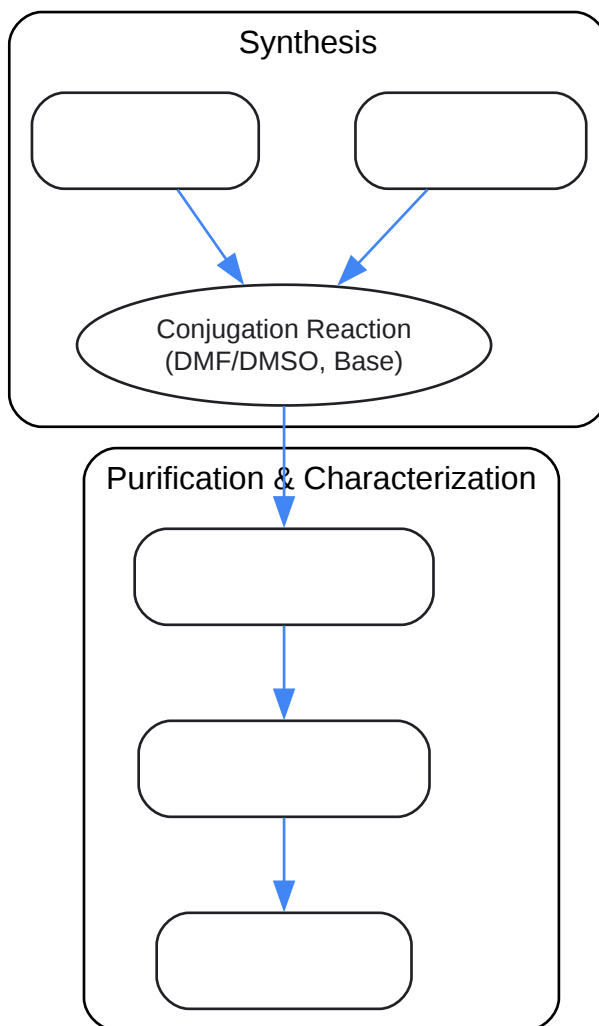 Synthesis
Conjugation Reaction
(DMF/DMSO, Base)
Purification & Characterization